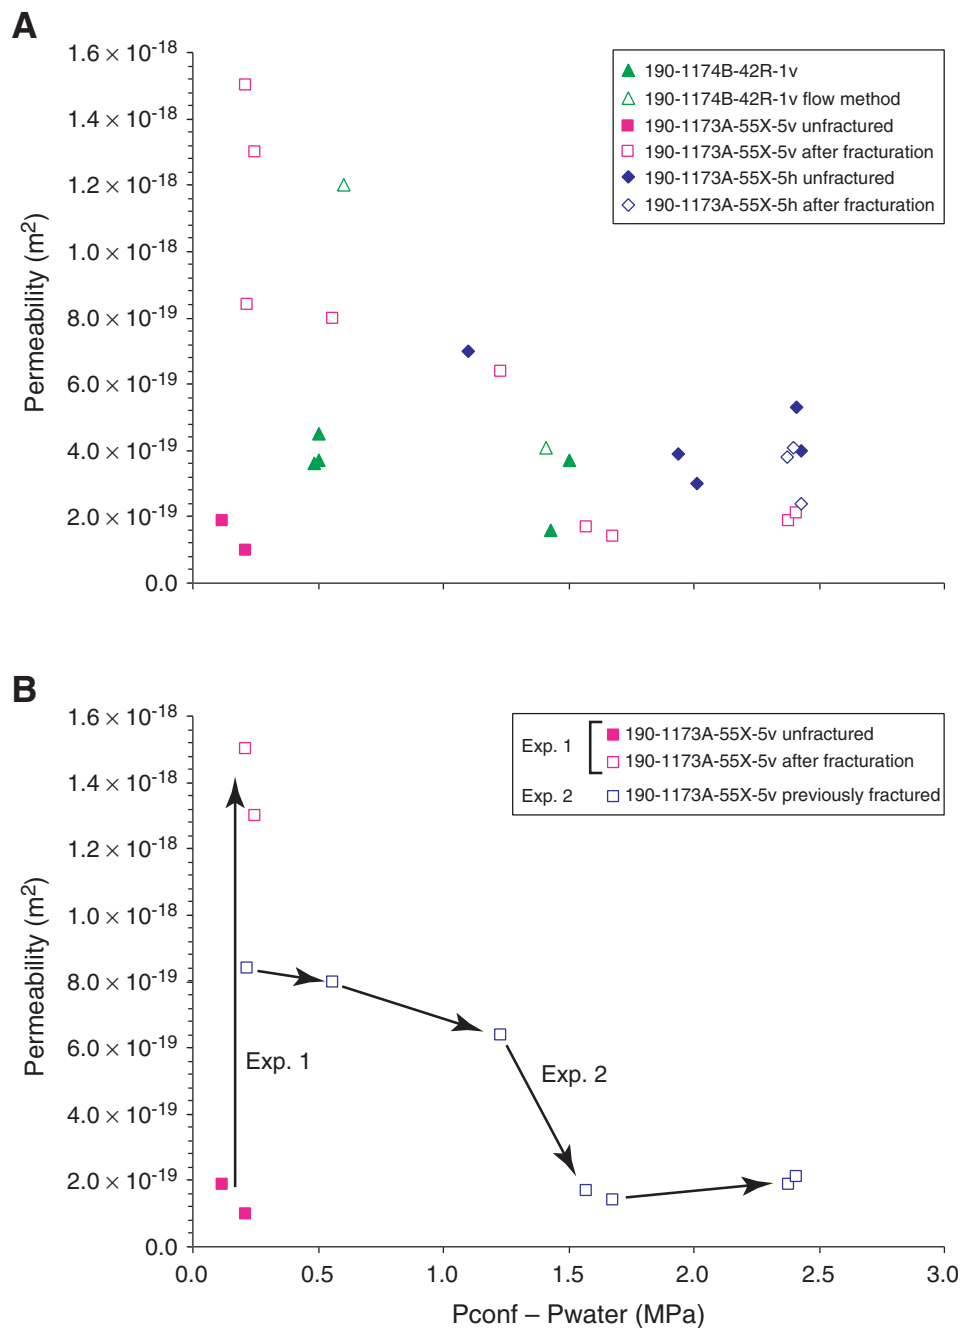 A
1.6 × 10-18
1.4 × 10-18
1.2 × 10-18
1.0 × 10-18
8.0 × 10-19
6.0 × 10-19
4.0 × 10-19
2.0 × 10-19
0.0
Permeability (m2)
190-1174B-42R-1v
190-1174B-42R-1v flow method
190-1173A-55X-5v unfractured
190-1173A-55X-5v after fracturation
190-1173A-55X-5h unfractured
190-1173A-55X-5h after fracturation
B
1.6 × 10-18
1.4 × 10-18
1.2 × 10-18
1.0 × 10-18
8.0 × 10-19
6.0 × 10-19
4.0 × 10-19
2.0 × 10-19
0.0
Permeability (m2)
Exp. 1
190-1173A-55X-5v unfractured
190-1173A-55X-5v after fracturation
Exp. 2
190-1173A-55X-5v previously fractured
Exp. 1
Exp. 2
0.0 0.5 1.0 1.5 2.0 2.5 3.0
Pconf – Pwater (MPa)